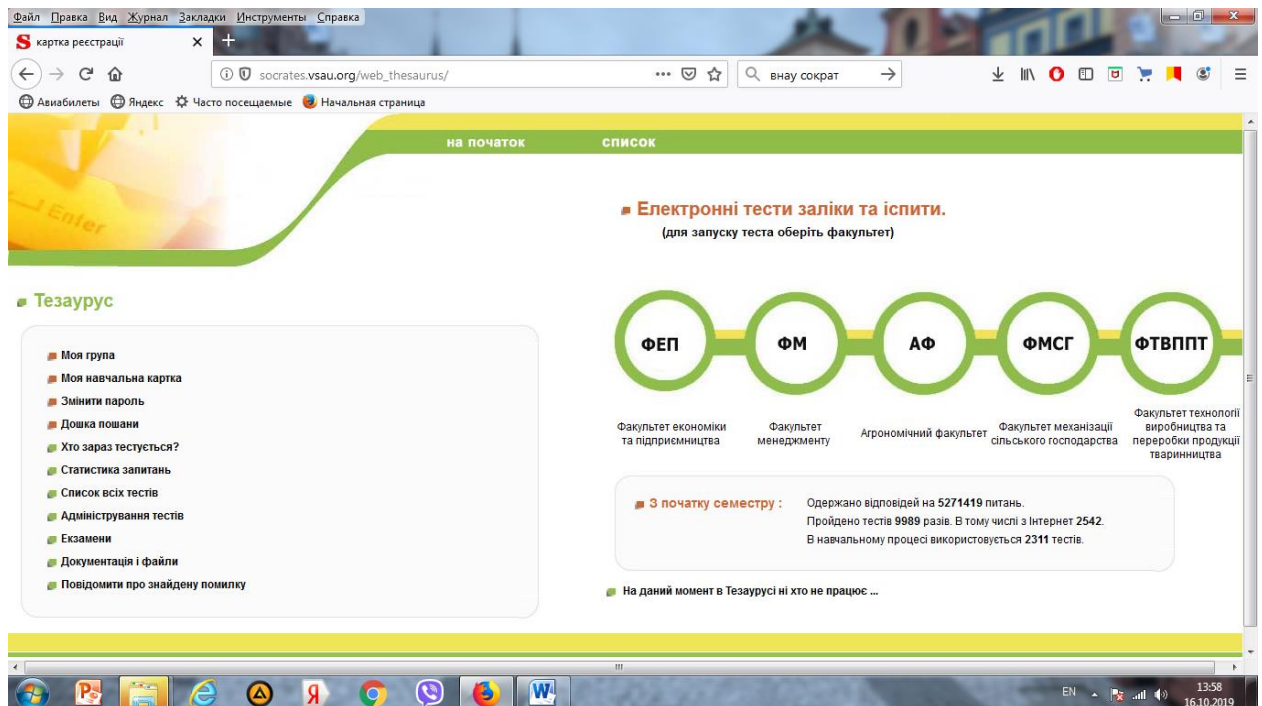 Файл Правка Вид Журнал Закладки Инструменты Справка
картка реєстрації
socrates.vsau.org/web_thesaurus/
внау сократ
Авиабилеты Яндекс Часто посещаемые Начальная страница
на початок список
Enter
Електронні тести заліки та іспити.
(для запуску теста оберіть факультет)
Тезаурус
Моя група
Моя навчальна картка
Змінити пароль
Дошка пошани
Хто зараз тестується?
Статистика запитань
Список всіх тестів
Адміністрування тестів
Екзамени
Документація і файли
Повідомити про знайдену помилку
ФЕП ФМ АФ ФМСГ ФТВППТ
Факультет економіки
та підприємництва
Факультет
менеджменту
Агрономічний факультет
Факультет механізації
сільського господарства
Факультет технології
виробництва та
переробки продукції
тваринництва
З початку семестру :
Одержано відповідей на 5271419 питань.
Пройдено тестів 9989 разів. В тому числі з Інтернет 2542.
В навчальному процесі використовується 2311 тестів.
На даний момент в Тезаурусі ні хто не працює ...
EN
13:58
16.10.2019